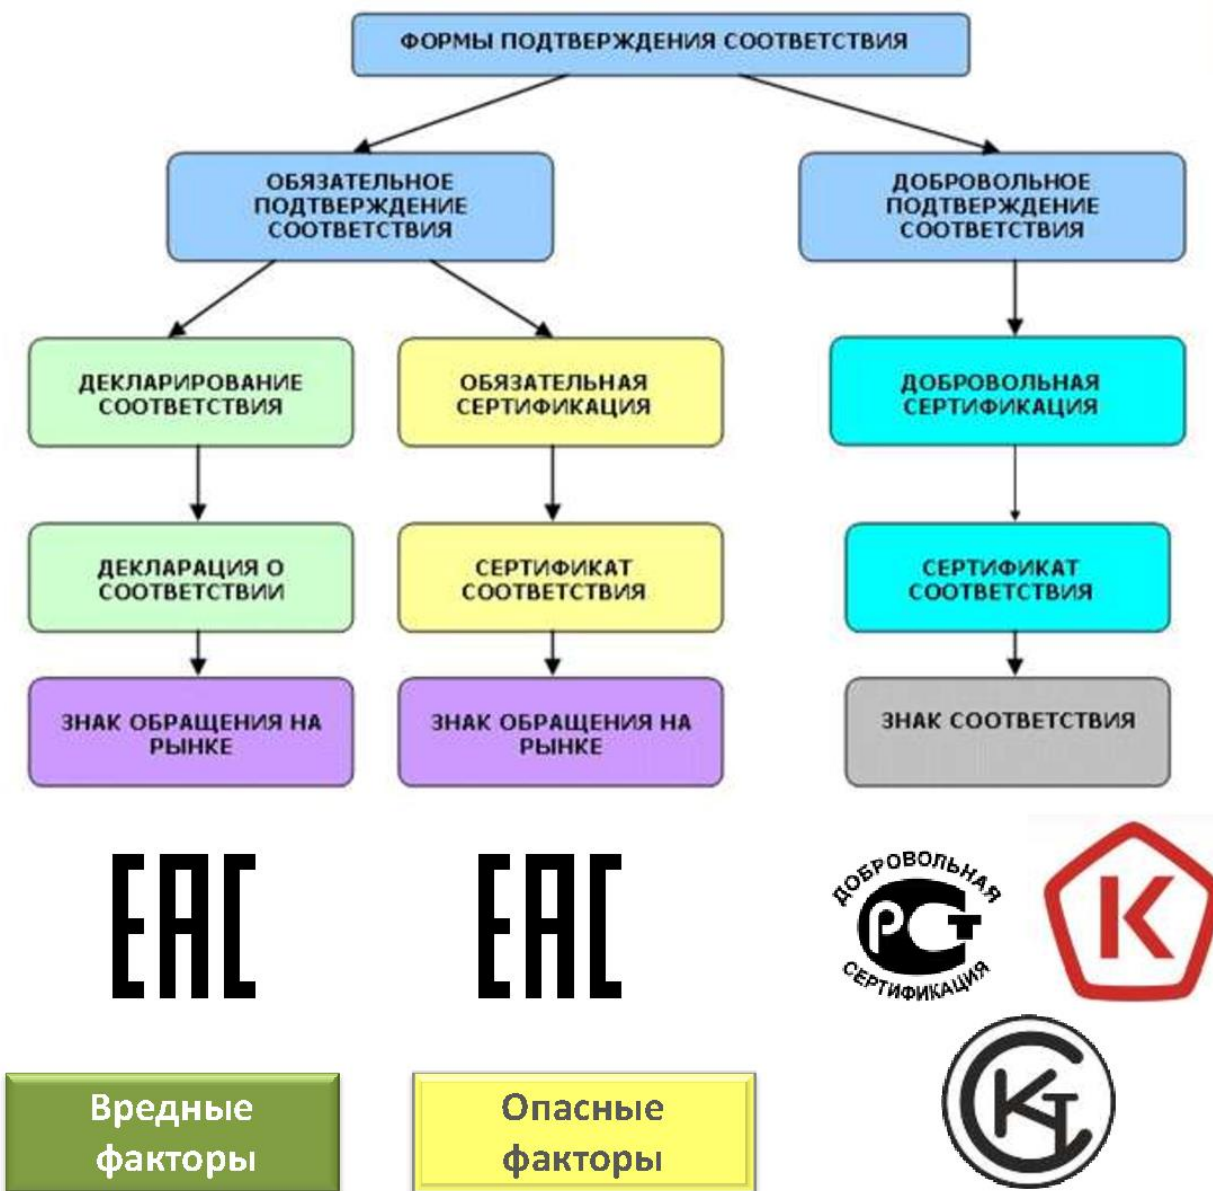 ФОРМЫ ПОДТВЕРЖДЕНИЯ СООТВЕТСТВИЯ
ОБЯЗАТЕЛЬНОЕ
ПОДТВЕРЖДЕНИЕ
СООТВЕТСТВИЯ
ДОБРОВОЛЬНОЕ
ПОДТВЕРЖДЕНИЕ
СООТВЕТСТВИЯ
ДЕКЛАРИРОВАНИЕ
СООТВЕТСТВИЯ
ОБЯЗАТЕЛЬНАЯ
СЕРТИФИКАЦИЯ
ДОБРОВОЛЬНАЯ
СЕРТИФИКАЦИЯ
ДЕКЛАРАЦИЯ О
СООТВЕТСТВИИ
СЕРТИФИКАТ
СООТВЕТСТВИЯ
СЕРТИФИКАТ
СООТВЕТСТВИЯ
ЗНАК ОБРАЩЕНИЯ НА
РЫНКЕ
ЗНАК ОБРАЩЕНИЯ НА
РЫНКЕ
ЗНАК СООТВЕТСТВИЯ
ЕАС
ЕАС
ДОБРОВОЛЬНАЯ
РСТ
СЕРТИФИКАЦИЯ
К
СКТ
Вредные
факторы
Опасные
факторы